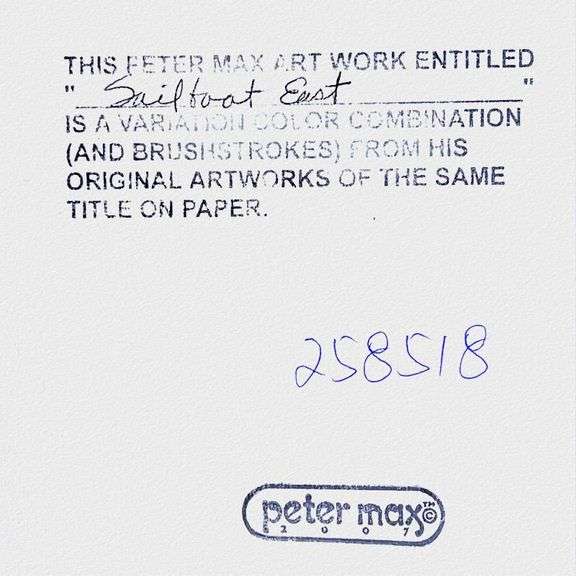 THIS PETER MAX ART WORK ENTITLED
" Sailboat East "
IS A VARIATION COLOR COMBINATION
(AND BRUSHSTROKES) FROM HIS
ORIGINAL ARTWORKS OF THE SAME
TITLE ON PAPER.
258518
peter max™©
2007